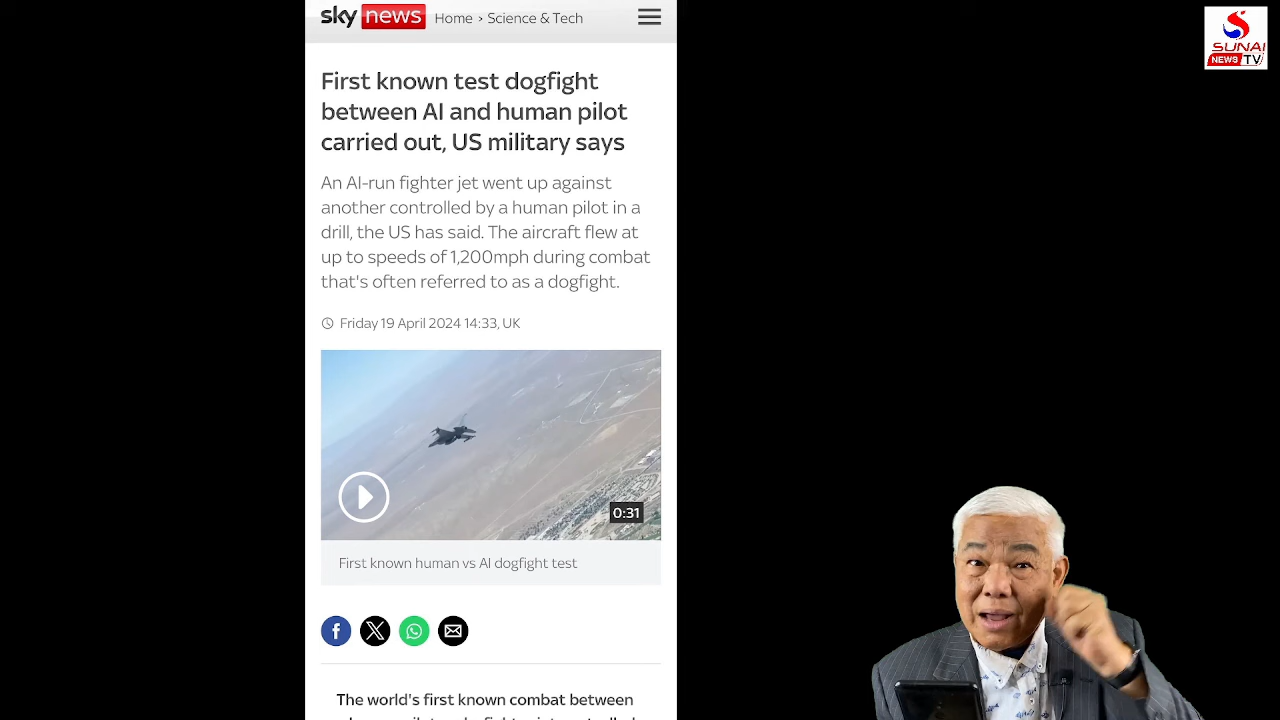 sky news Home > Science & Tech
SUNAI
NEWS TV
First known test dogfight
between AI and human pilot
carried out, US military says
An AI-run fighter jet went up against
another controlled by a human pilot in a
drill, the US has said. The aircraft flew at
up to speeds of 1,200mph during combat
that's often referred to as a dogfight.
Friday 19 April 2024 14:33, UK
0:31
First known human vs AI dogfight test
The world's first known combat between